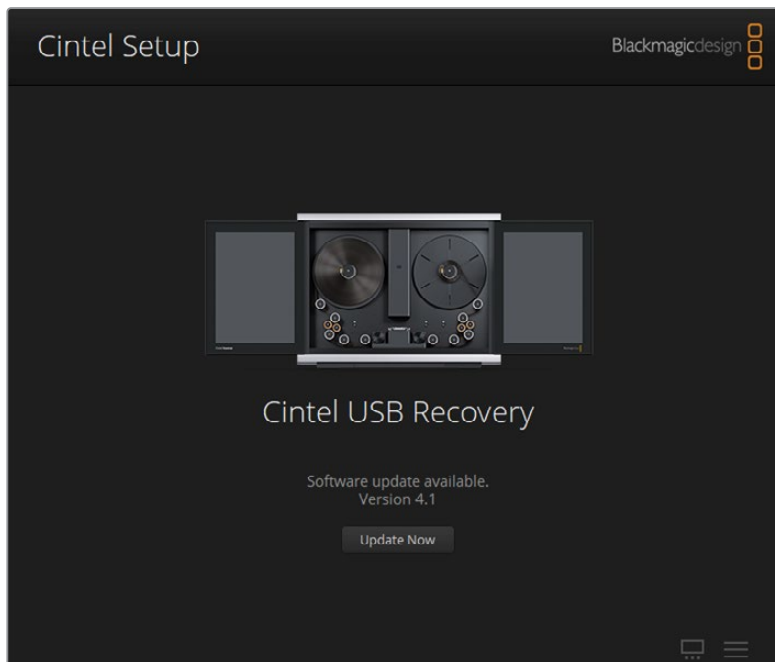 Cintel Setup
Blackmagicdesign
Cintel USB Recovery
Software update available.
Version 4.1
Update Now